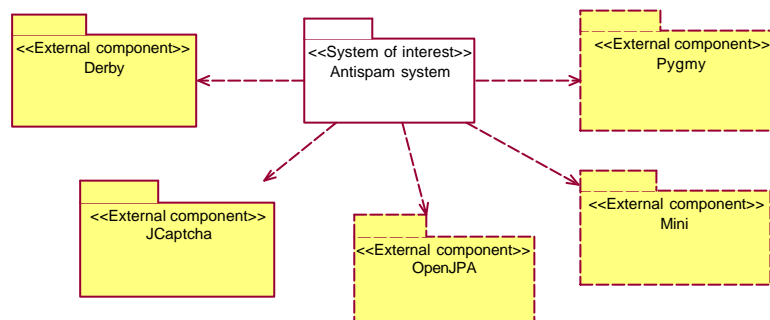 <<External component>>
Derby
<<System of interest>>
Antispam system
<<External component>>
Pygmy
<<External component>>
JCaptcha
<<External component>>
OpenJPA
<<External component>>
Mini